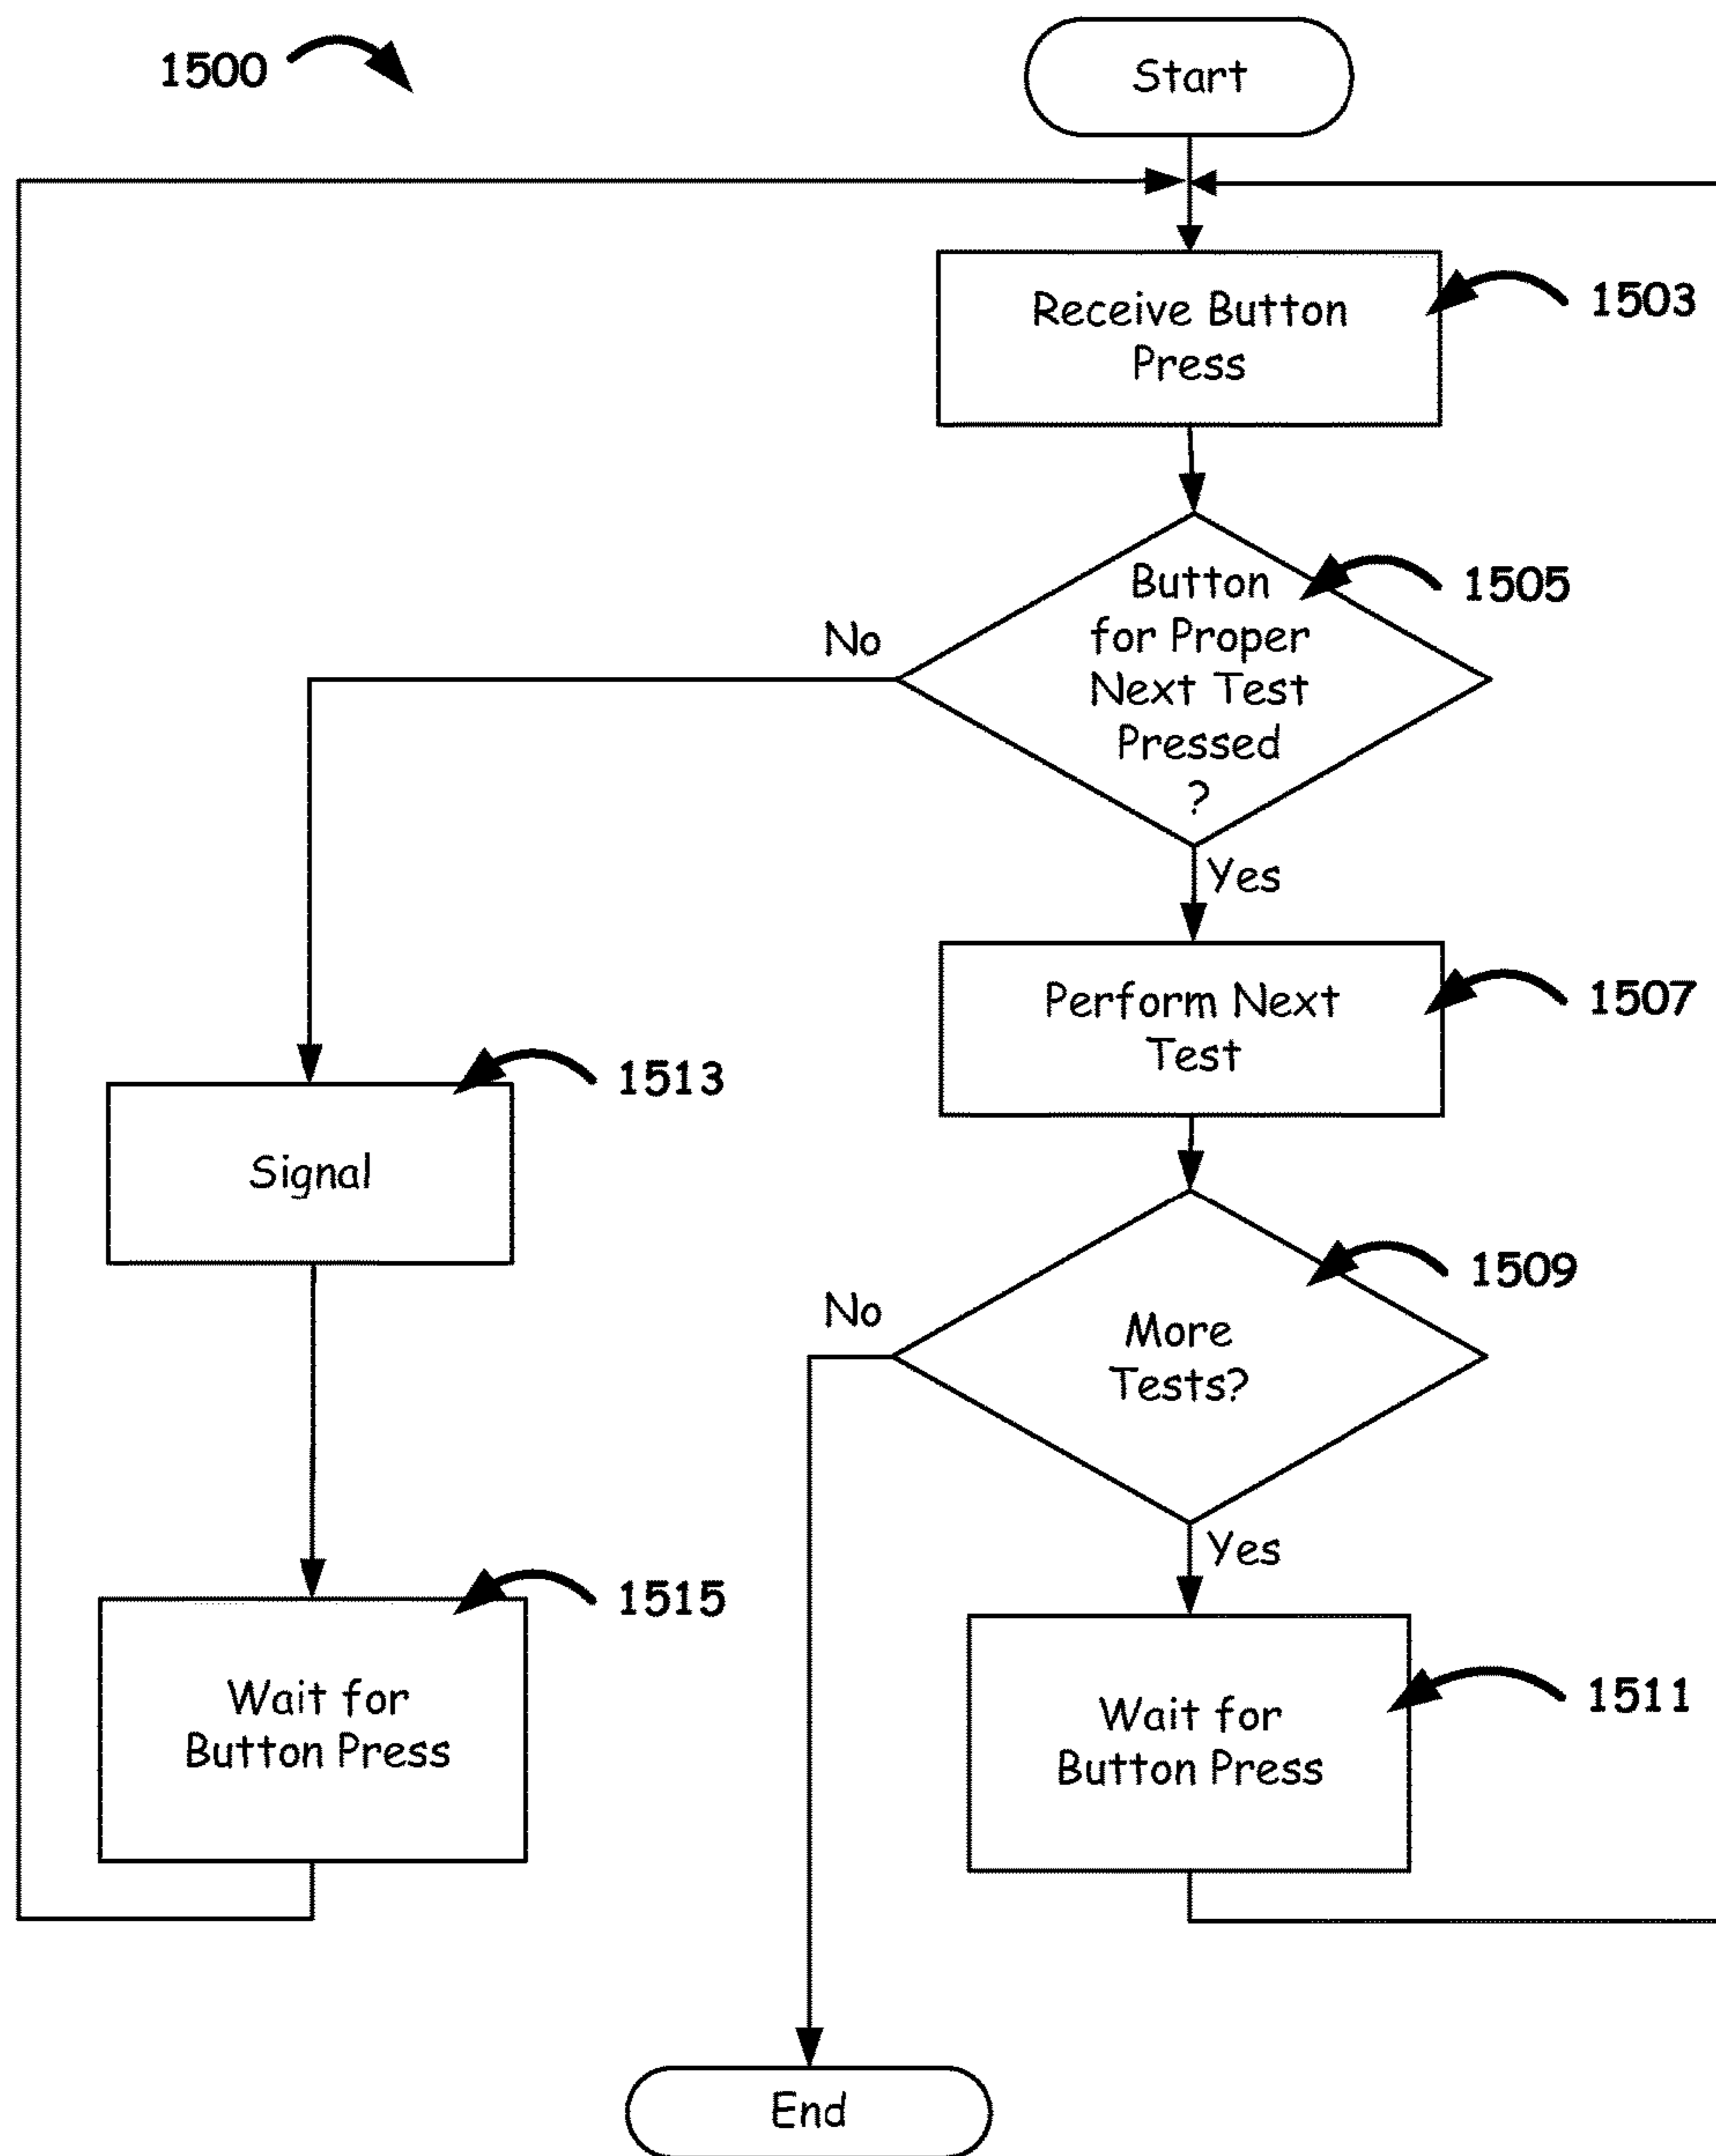 1500
Start
Receive Button
Press
1503
Button
for Proper
Next Test
Pressed
?
1505
No
Yes
Perform Next
Test
1507
1513
Signal
More
Tests?
1509
No
Yes
1515
Wait for
Button Press
Wait for
Button Press
1511
End